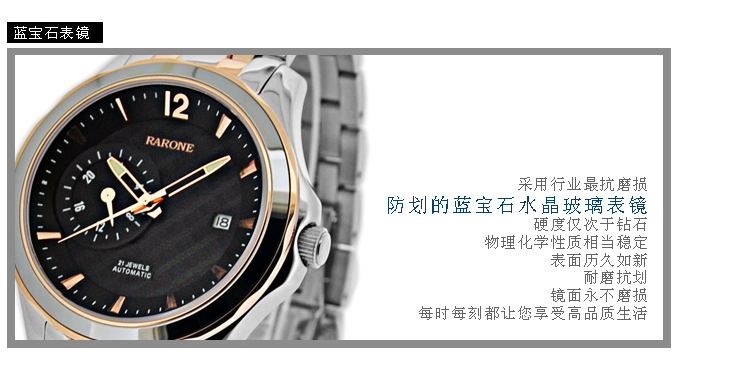 蓝宝石表镜
12
RARONE
20
16
12
18
21 JEWELS
AUTOMATIC
采用行业最抗磨损
防划的蓝宝石水晶玻璃表镜
硬度仅次于钻石
物理化学性质相当稳定
表面历久如新
耐磨抗划
镜面永不磨损
每时每刻都让您享受高品质生活